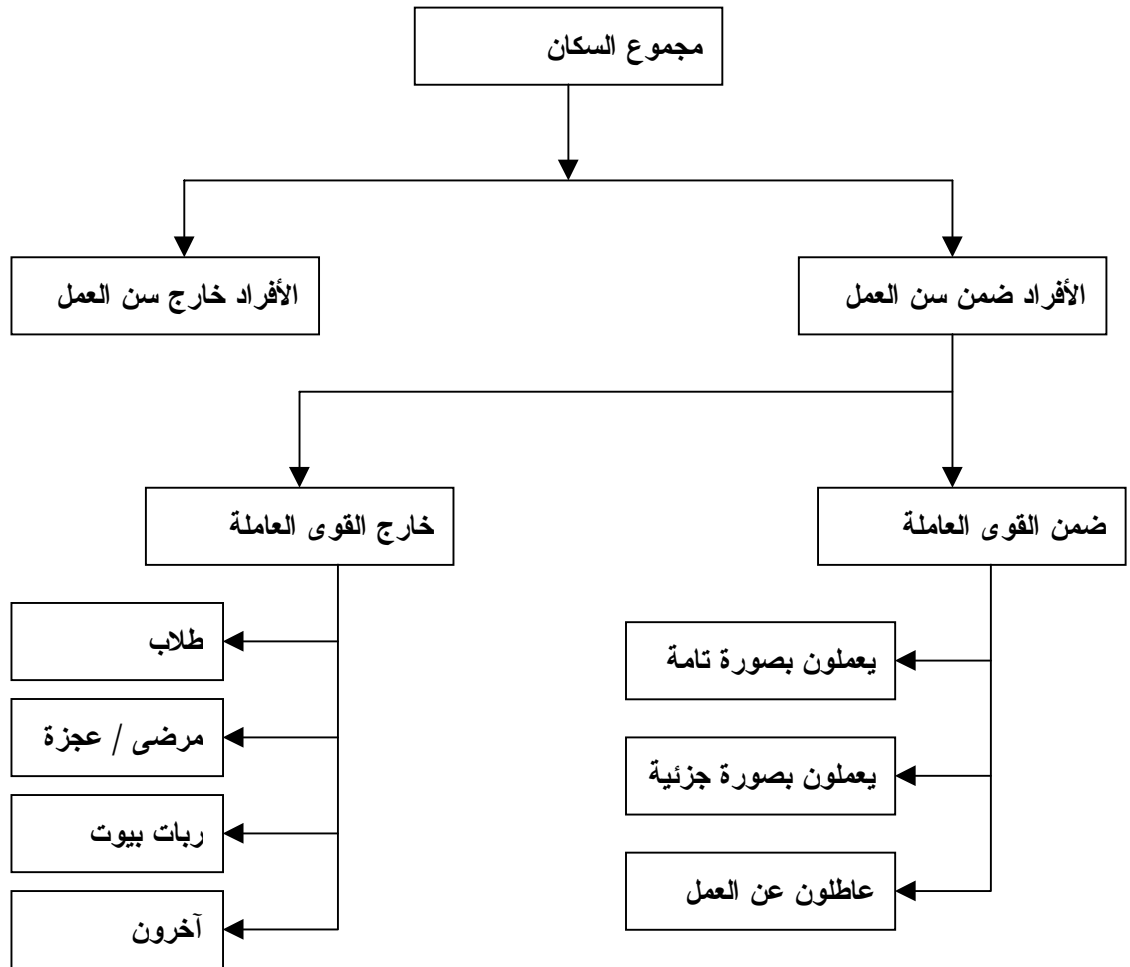 مجموع السكان
الأفراد ضمن سن العمل
الأفراد خارج سن العمل
ضمن القوى العاملة
خارج القوى العاملة
يعملون بصورة تامة
يعملون بصورة جزئية
عاطلون عن العمل
طلاب
مرضى / عجزة
ربات بيوت
آخرون